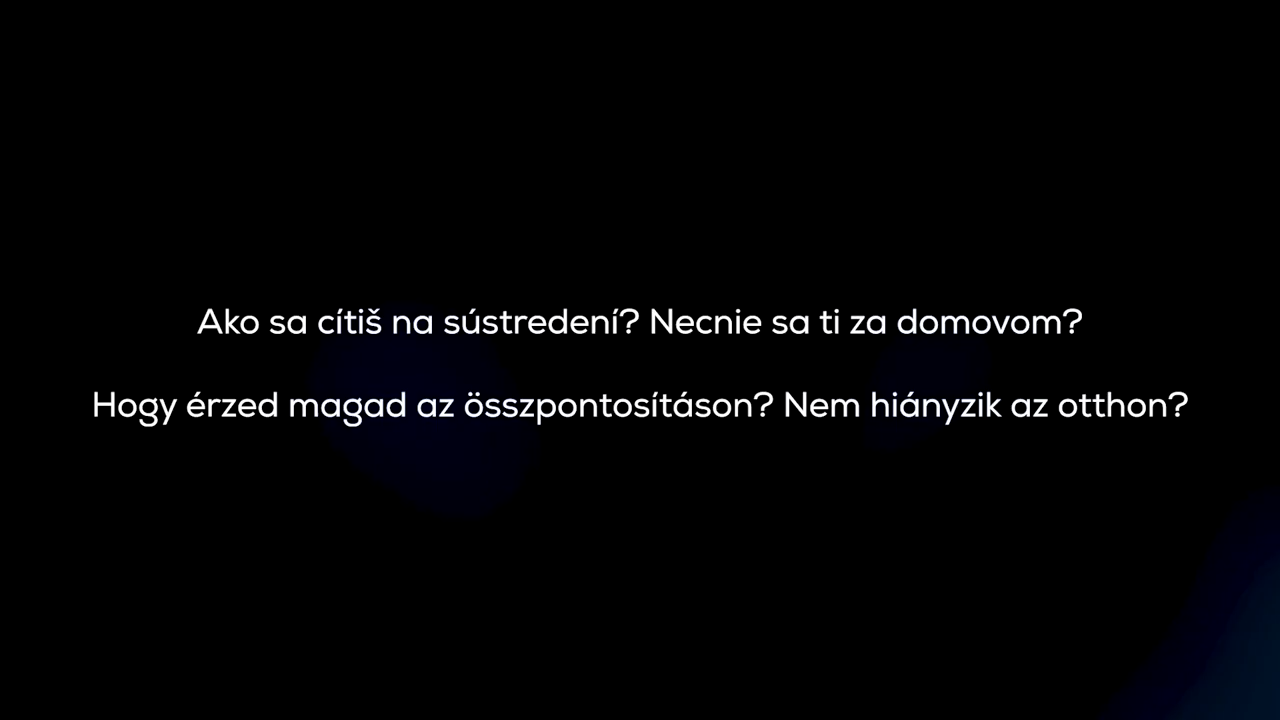 Ako sa cítiš na sústredení? Necnie sa ti za domovom?
Hogy érzed magad az összpontosításon? Nem hiányzik az otthon?